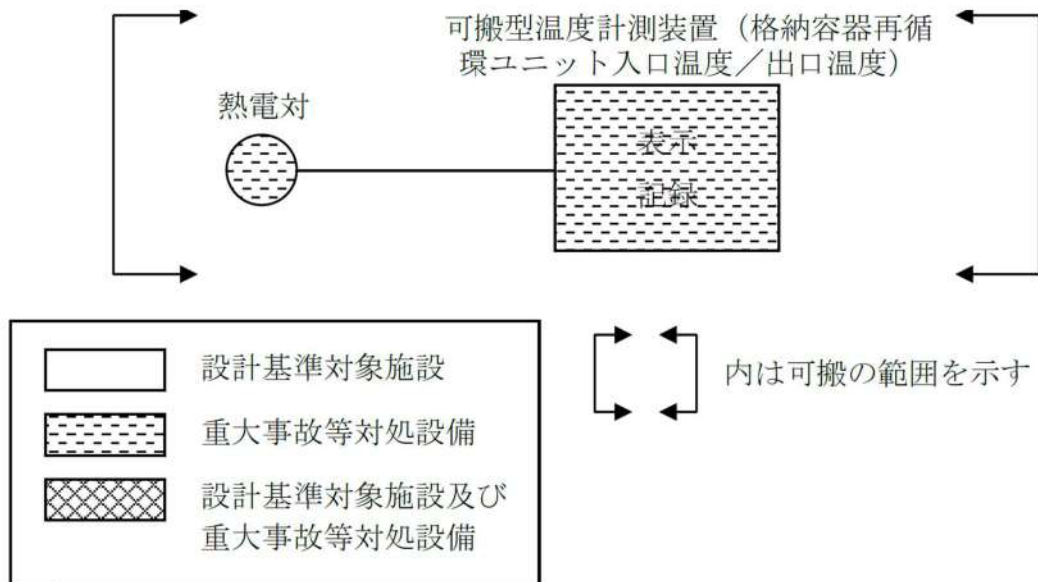 可搬型温度計測装置（格納容器再循
環ユニット入口温度／出口温度）
熱電対
表示
記録
設計基準対象施設
重大事故等対処設備
設計基準対象施設及び
重大事故等対処設備
内は可搬の範囲を示す